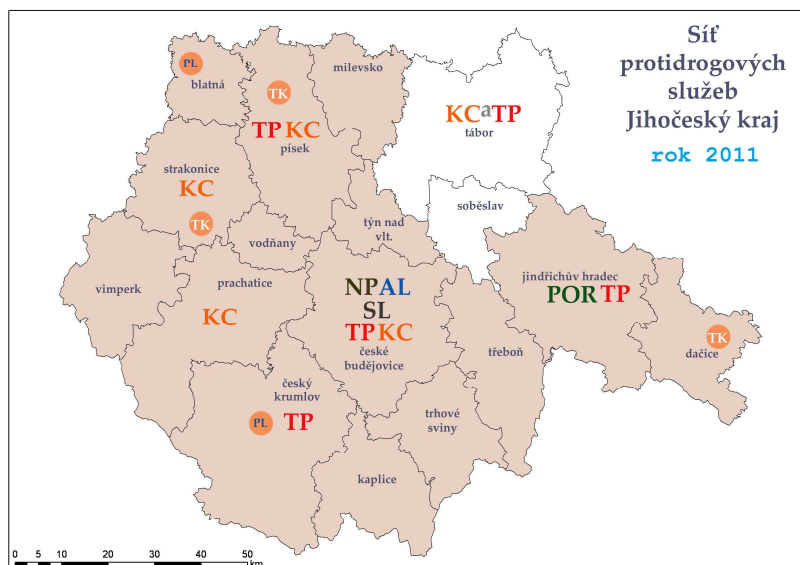 Síť
protidrogových
služeb
Jihočeský kraj
rok 2011
PL
blatná
TK
TP KC
písek
milevsko
KC a TP
tábor
strakonice
KC
TK
vodňany
týn nad
vlt.
soběslav
vimperk
prachatice
KC
NPAL
SL
TP KC
české
budějovice
jindřichův hradec
POR TP
TK
dačice
třeboň
český
krumlov
PL
TP
trhové
sviny
kaplice
0 5 10 20 30 40 50
km